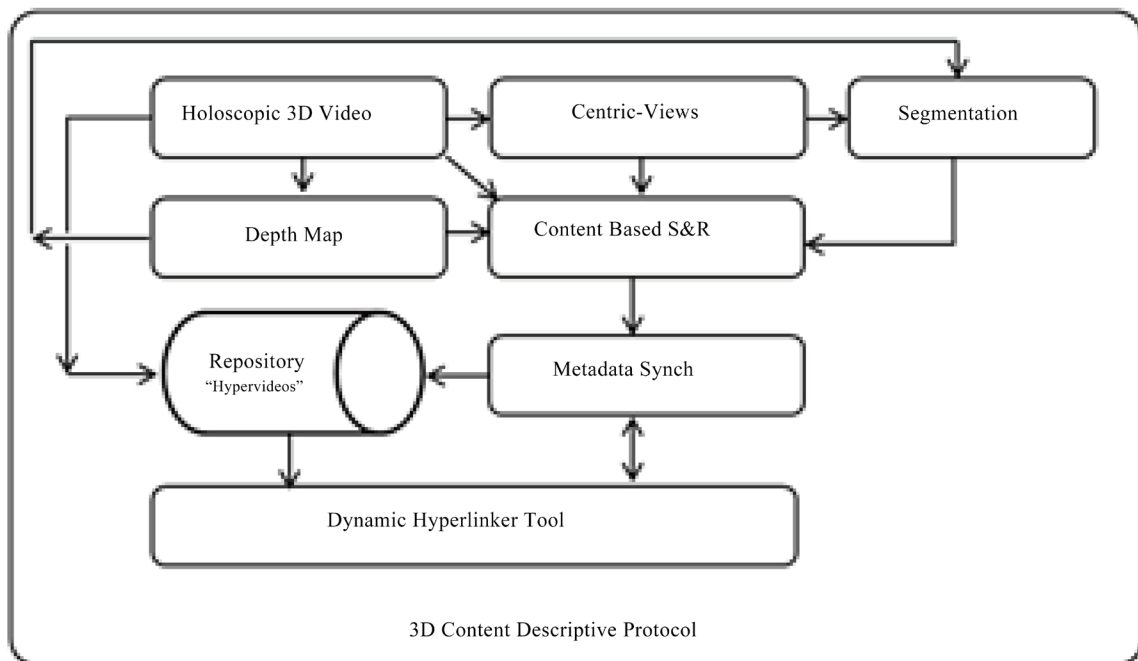 Holoscopic 3D Video
Centric-Views
Segmentation
Depth Map
Content Based S&R
Repository
“Hypervideos”
Metadata Synch
Dynamic Hyperlinker Tool
3D Content Descriptive Protocol